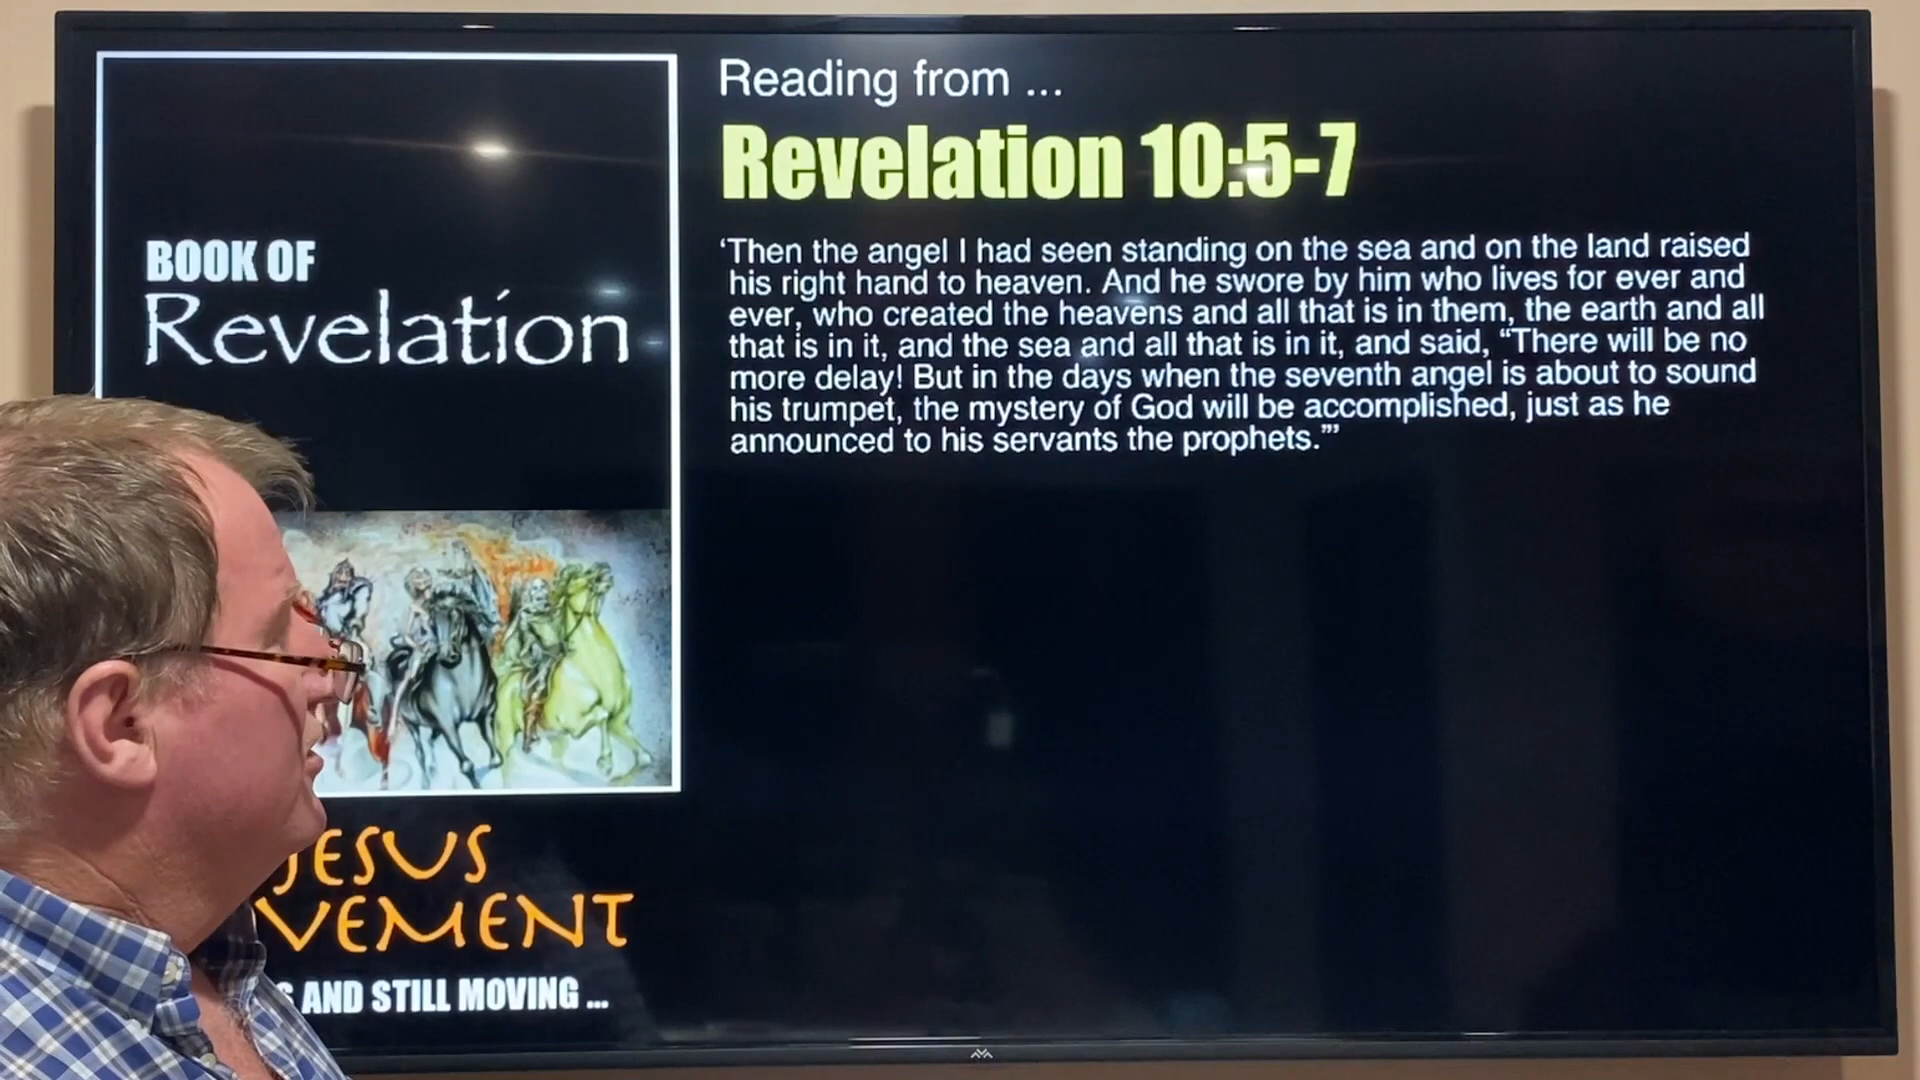 BOOK OF
Revelation
JESUS
VEMENT
AND STILL MOVING ...
Reading from ...
Revelation 10:5-7
‘Then the angel I had seen standing on the sea and on the land raised
his right hand to heaven. And he swore by him who lives for ever and
ever, who created the heavens and all that is in them, the earth and all
that is in it, and the sea and all that is in it, and said, “There will be no
more delay! But in the days when the seventh angel is about to sound
his trumpet, the mystery of God will be accomplished, just as he
announced to his servants the prophets.”’